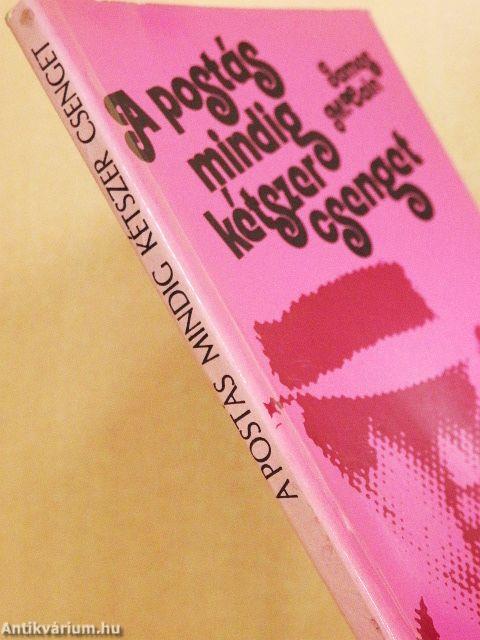 A postás
mindig
kétszer
csenget
James
M. Cain
A POSTÁS MINDIG KÉTSZER CSENGET
Antikvárium.hu